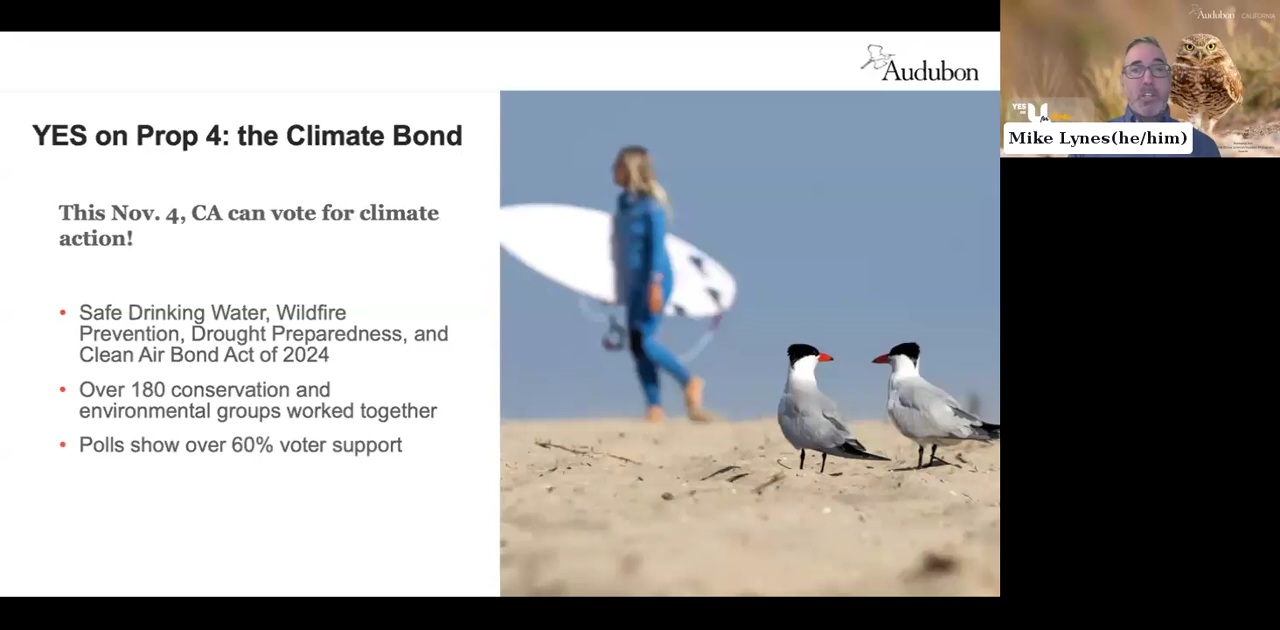 Audubon
YES on Prop 4: the Climate Bond
This Nov. 4, CA can vote for climate
action!
• Safe Drinking Water, Wildfire
Prevention, Drought Preparedness, and
Clean Air Bond Act of 2024
• Over 180 conservation and
environmental groups worked together
• Polls show over 60% voter support
Audubon CALIFORNIA
YES
Mike Lynes(he/him)